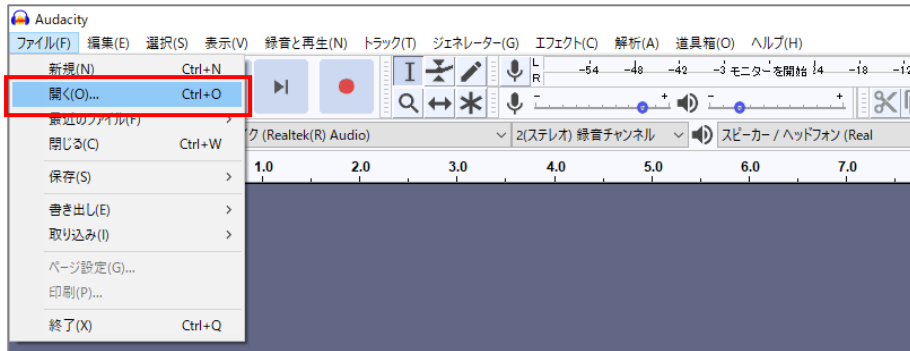 Audacity
ファイル(F) 編集(E) 選択(S) 表示(V) 録音と再生(N) トラック(T) ジェネレーター(G) エフェクト(C) 解析(A) 道具箱(O) ヘルプ(H)
新規(N) Ctrl+N
L
R
-54 -48 -42 -3 モニターを開始 -18 -12
開く(O)... Ctrl+O
最近のファイル(F)
(Realtek(R) Audio) 2(ステレオ) 録音チャンネル スピーカー / ヘッドフォン (Real
閉じる(C) Ctrl+W
1.0 2.0 3.0 4.0 5.0 6.0 7.0
保存(S)
書き出し(E)
取り込み(I)
ページ設定(G)...
印刷(P)...
終了(X) Ctrl+Q